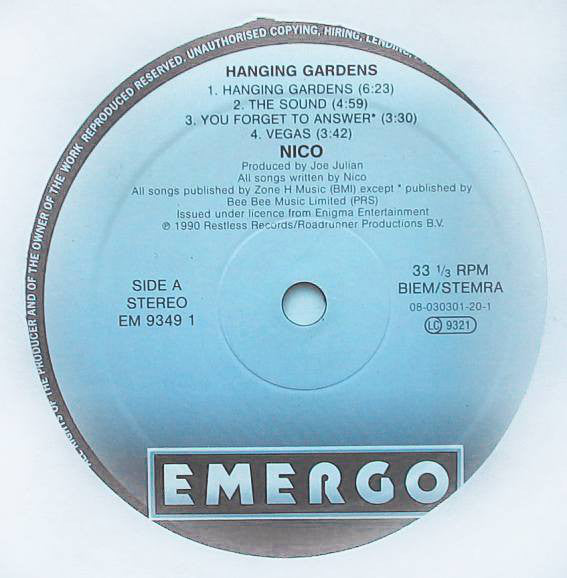 REPRODUCED RESERVED. UNAUTHORISED COPYING, HIRING, LENDING,
RIGHTS OF THE PRODUCER AND OF THE OWNER OF THE WORK
HANGING GARDENS
1. HANGING GARDENS (6:23)
2. THE SOUND (4:59)
3. YOU FORGET TO ANSWER* (3:30)
4. VEGAS (3:42)
NICO
Produced by Joe Julian
All songs written by Nico
All songs published by Zone H Music (BMI) except * published by
Bee Bee Music Limited (PRS)
Issued under licence from Enigma Entertainment
℗ 1990 Restless Records/Roadrunner Productions B.V.
SIDE A
STEREO
EM 9349 1
33 1/3 RPM
BIEM/STEMRA
08-030301-20-1
LC 9321
EMERGO